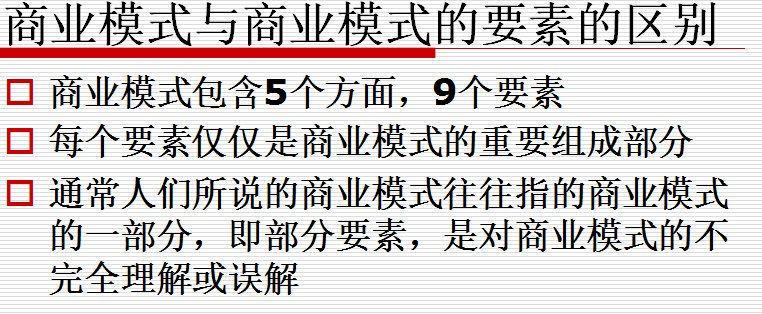 商业模式与商业模式的要素的区别
商业模式包含5个方面，9个要素
每个要素仅仅是商业模式的重要组成部分
通常人们所说的商业模式往往指的商业模式
的一部分，即部分要素，是对商业模式的不
完全理解或误解